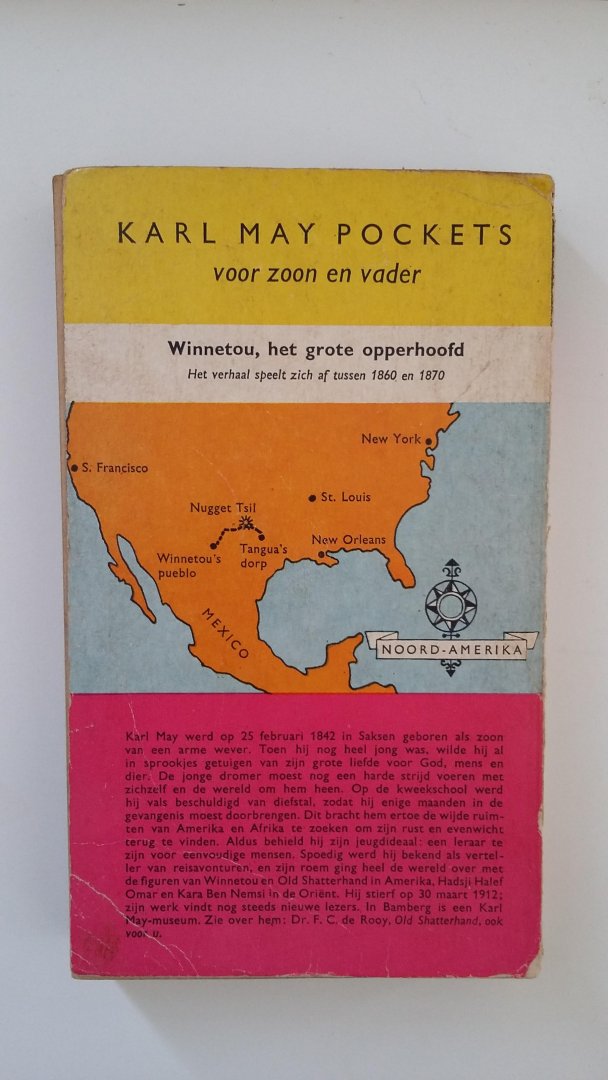 KARL MAY POCKETS
voor zoon en vader
Winnetou, het grote opperhoofd
Het verhaal speelt zich af tussen 1860 en 1870
New York
S. Francisco
St. Louis
Nugget Tsil
New Orleans
Winnetou's
pueblo
Tangua's
dorp
MEXICO
NOORD-AMERIKA
Karl May werd op 25 februari 1842 in Saksen geboren als zoon
van een arme wever. Toen hij nog heel jong was, wilde hij al
in sprookjes getuigen van zijn grote liefde voor God, mens en
dier. De jonge dromer moest nog een harde strijd voeren met
zichzelf en de wereld om hem heen. Op de kweekschool werd
hij vals beschuldigd van diefstal, zodat hij enige maanden in de
gevangenis moest doorbrengen. Dit bracht hem ertoe de wijde ruim-
ten van Amerika en Afrika te zoeken om zijn rust en evenwicht
terug te vinden. Aldus behield hij zijn jeugdideaal: een leraar te
zijn voor eenvoudige mensen. Spoedig werd hij bekend als vertel-
ler van reisavonturen, en zijn roem ging heel de wereld over met
de figuren van Winnetou en Old Shatterhand in Amerika, Hadsji Halef
Omar en Kara Ben Nemsi in de Oriënt. Hij stierf op 30 maart 1912;
zijn werk vindt nog steeds nieuwe lezers. In Bamberg is een Karl
May-museum. Zie over hem: Dr. F. C. de Rooy, Old Shatterhand, ook
voor u.